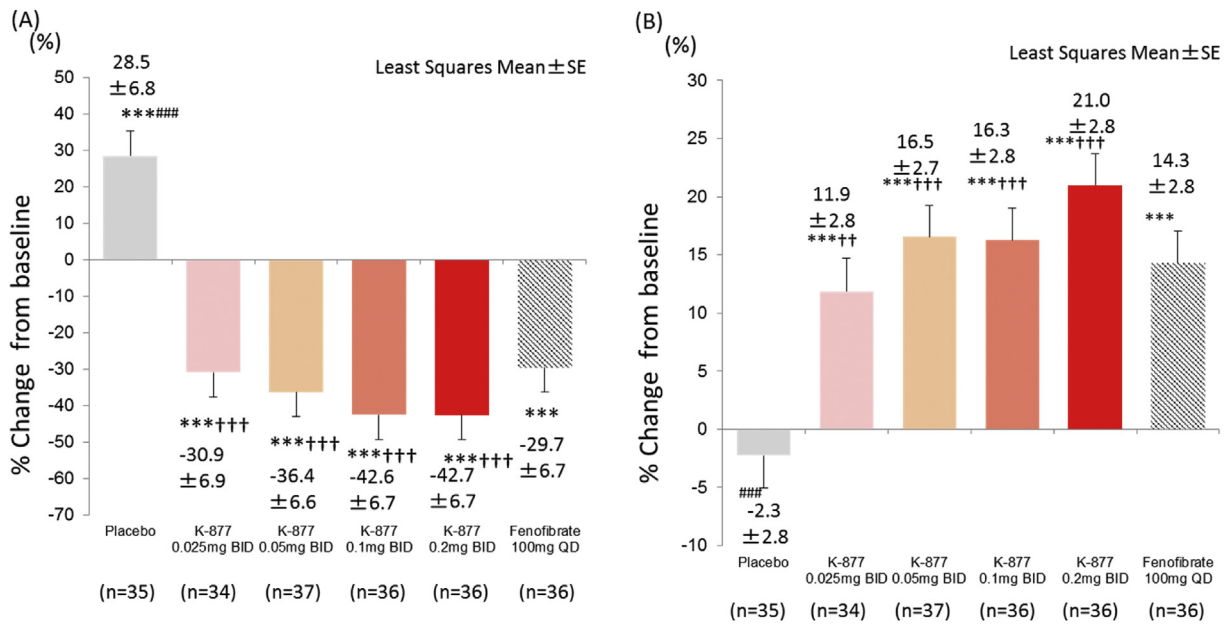 (A)
(%)
Least Squares Mean±SE
% Change from baseline
50
40
30
20
10
0
-10
-20
-30
-40
-50
-60
-70
28.5
±6.8
***###
***†††
-30.9
±6.9
***†††
-36.4
±6.6
***†††
-42.6
±6.7
***†††
-42.7
±6.7
***
-29.7
±6.7
Placebo
K-877
0.025mg BID
K-877
0.05mg BID
K-877
0.1mg BID
K-877
0.2mg BID
Fenofibrate
100mg QD
(n=35)
(n=34)
(n=37)
(n=36)
(n=36)
(n=36)
(B)
(%)
Least Squares Mean±SE
% Change from baseline
30
25
20
15
10
5
0
-5
-10
###
-2.3
±2.8
11.9
±2.8
***††
16.5
±2.7
***†††
16.3
±2.8
***†††
21.0
±2.8
***†††
14.3
±2.8
***
Placebo
K-877
0.025mg BID
K-877
0.05mg BID
K-877
0.1mg BID
K-877
0.2mg BID
Fenofibrate
100mg QD
(n=35)
(n=34)
(n=37)
(n=36)
(n=36)
(n=36)